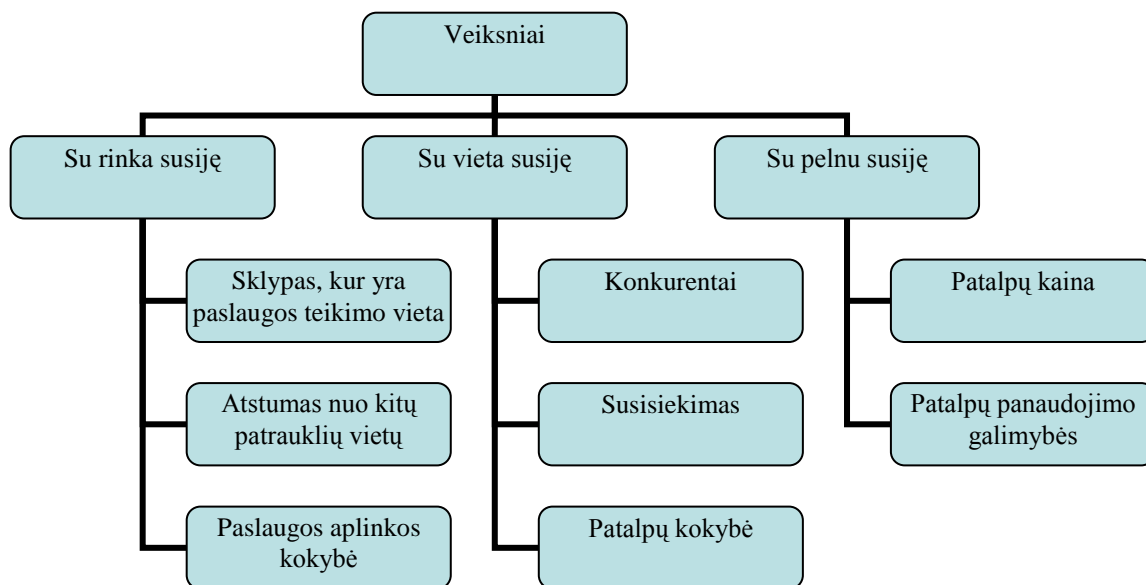 Veiksniai
Su rinka susiję
Su vieta susiję
Su pelnu susiję
Sklypas, kur yra
paslaugos teikimo vieta
Konkurentai
Patalpų kaina
Atstumas nuo kitų
patrauklių vietų
Susisiekimas
Patalpų panaudojimo
galimybės
Paslaugos aplinkos
kokybė
Patalpų kokybė